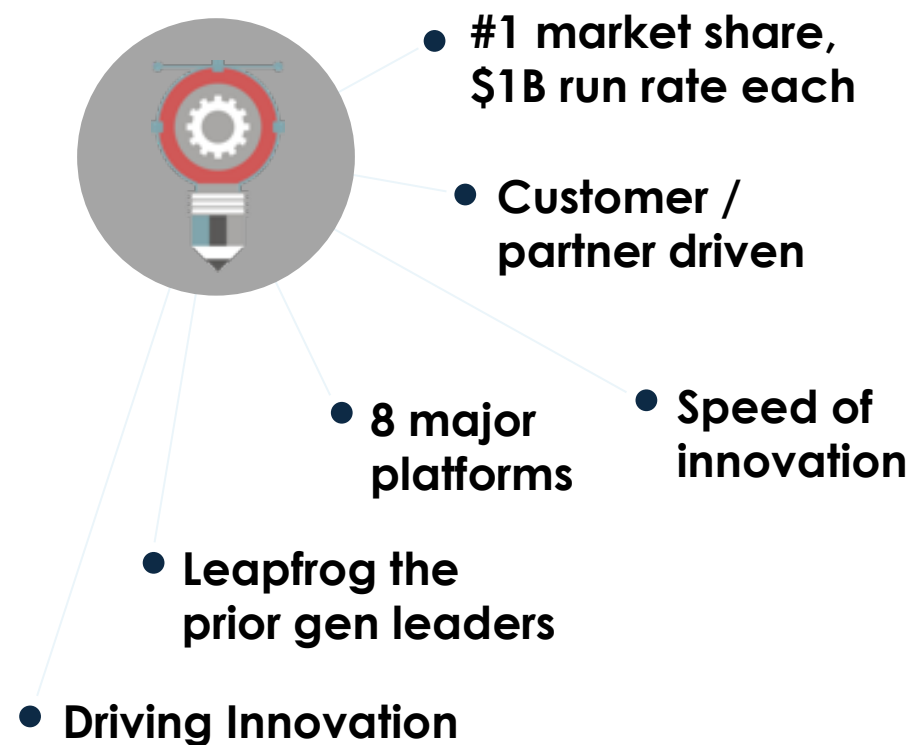 #1 market share,
$1B run rate each
Customer /
partner driven
Speed of
innovation
8 major
platforms
Leapfrog the
prior gen leaders
Driving Innovation